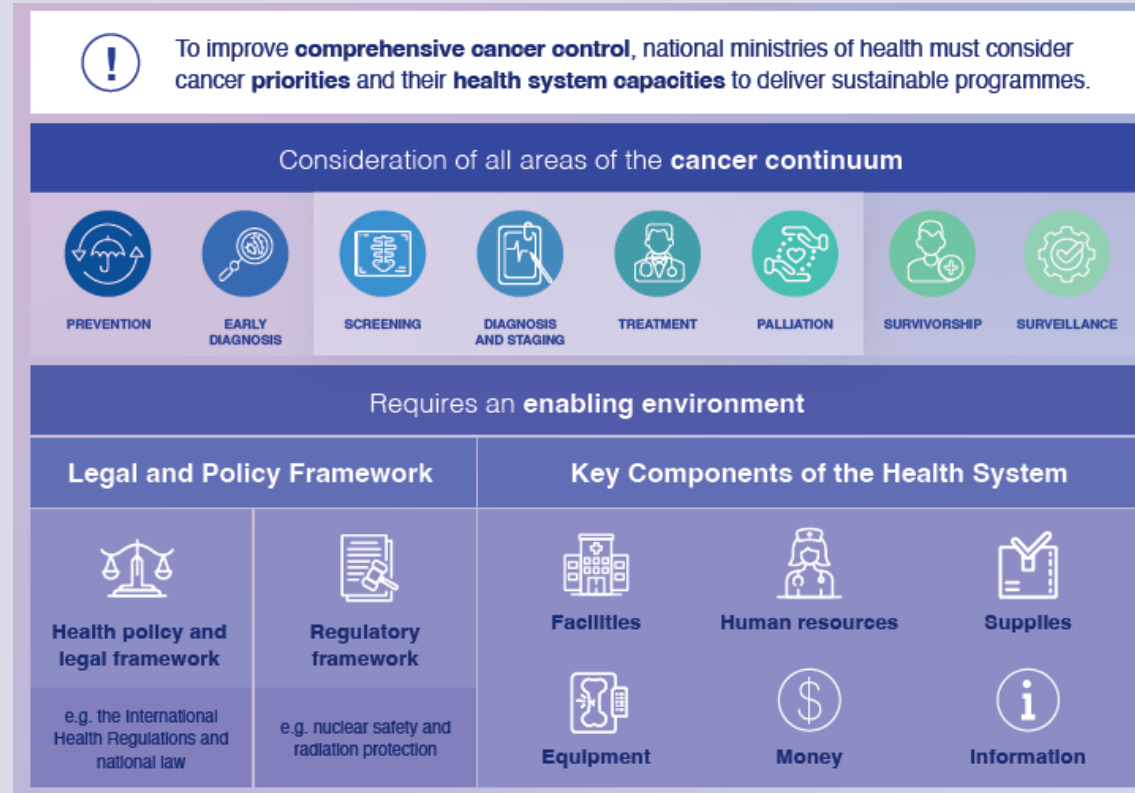 !
To improve comprehensive cancer control, national ministries of health must consider
cancer priorities and their health system capacities to deliver sustainable programmes.
Consideration of all areas of the cancer continuum
PREVENTION
EARLY
DIAGNOSIS
SCREENING
DIAGNOSIS
AND STAGING
TREATMENT
PALLIATION
SURVIVORSHIP
SURVEILLANCE
Requires an enabling environment
Legal and Policy Framework
Key Components of the Health System
Health policy and
legal framework
Regulatory
framework
e.g. the International
Health Regulations and
national law
e.g. nuclear safety and
radiation protection
Facilities
Human resources
Supplies
Equipment
$
Money
i
Information